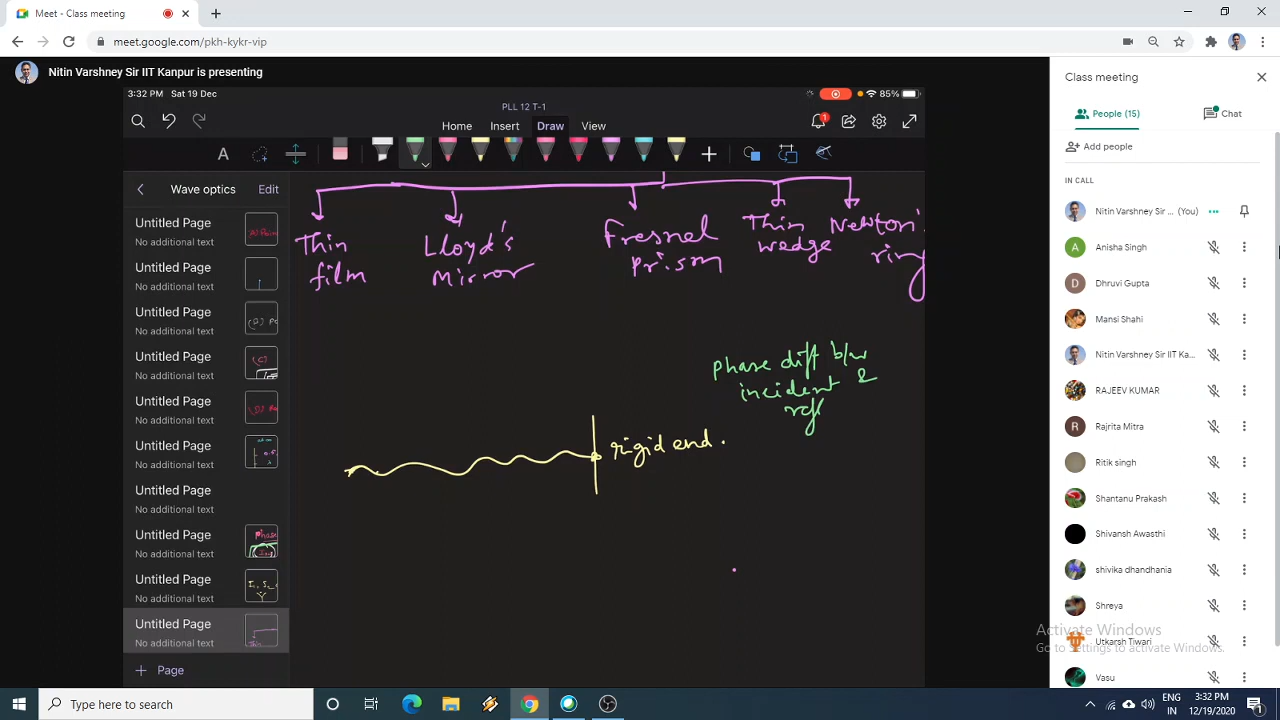 Meet - Class meeting
meet.google.com/pkh-kykr-vip
Nitin Varshney Sir IIT Kanpur is presenting
3:32 PM Sat 19 Dec
85%
PLL 12 T-1
Home Insert Draw View
1
A
Wave optics
Edit
Untitled Page
No additional text
Untitled Page
No additional text
Untitled Page
No additional text
Untitled Page
No additional text
Untitled Page
No additional text
Untitled Page
No additional text
Untitled Page
No additional text
Untitled Page
No additional text
Untitled Page
No additional text
Untitled Page
No additional text
+ Page
Thin
film
Lloyd's
Mirror
Fresnel
Prism
Thin
wedge
Newton'
ring
phase diff b/w
incident &
refl
rigid end.
Class meeting
People (15)
Chat
Add people
IN CALL
Nitin Varshney Sir ... (You)
Anisha Singh
Dhruvi Gupta
Mansi Shahi
Nitin Varshney Sir IIT Ka...
RAJEEV KUMAR
Rajrita Mitra
Ritik singh
Shantanu Prakash
Shivansh Awasthi
shivika dhandhania
Shreya
Utkarsh Tiwari
Vasu
Activate Windows
Go to Settings to activate Windows.
Type here to search
ENG
IN
3:32 PM
12/19/2020